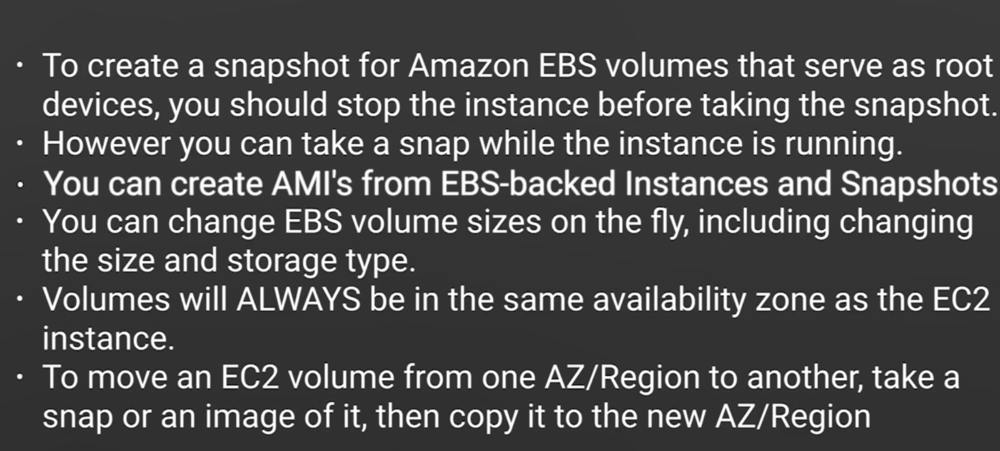 • To create a snapshot for Amazon EBS volumes that serve as root
devices, you should stop the instance before taking the snapshot.
• However you can take a snap while the instance is running.
• You can create AMI's from EBS-backed Instances and Snapshots
• You can change EBS volume sizes on the fly, including changing
the size and storage type.
• Volumes will ALWAYS be in the same availability zone as the EC2
instance.
• To move an EC2 volume from one AZ/Region to another, take a
snap or an image of it, then copy it to the new AZ/Region